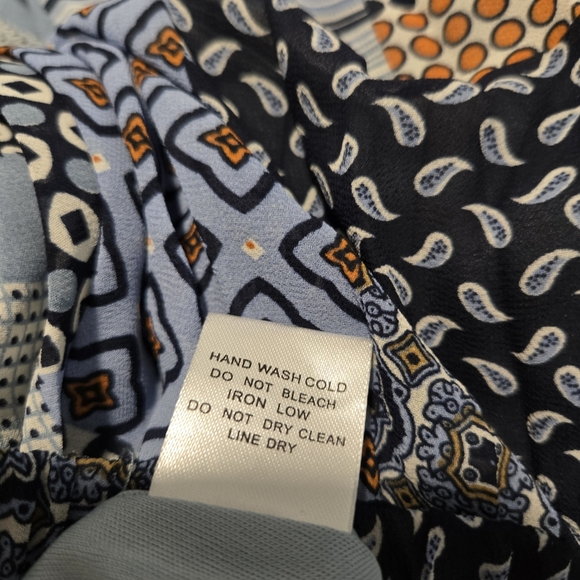 HAND WASH COLD
DO NOT BLEACH
IRON LOW
DO NOT DRY CLEAN
LINE DRY